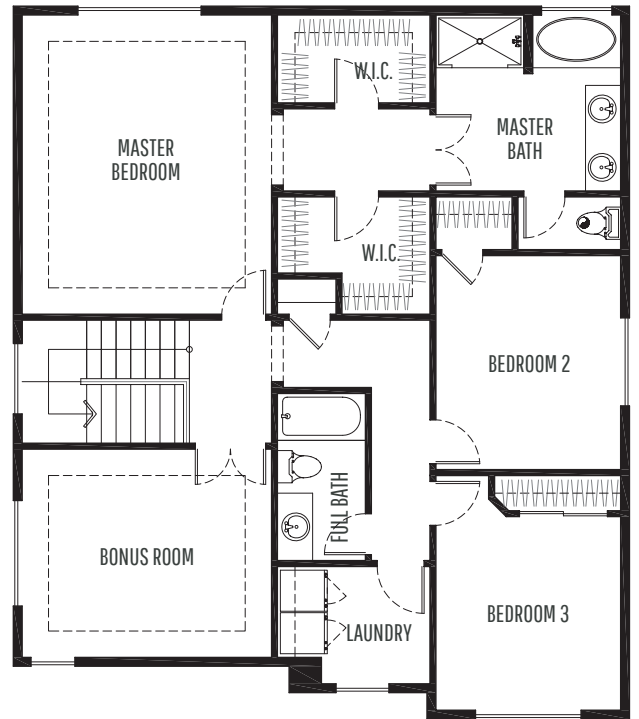 W.I.C.
MASTER
BEDROOM
MASTER
BATH
W.I.C.
BEDROOM 2
FULL BATH
BONUS ROOM
LAUNDRY
BEDROOM 3